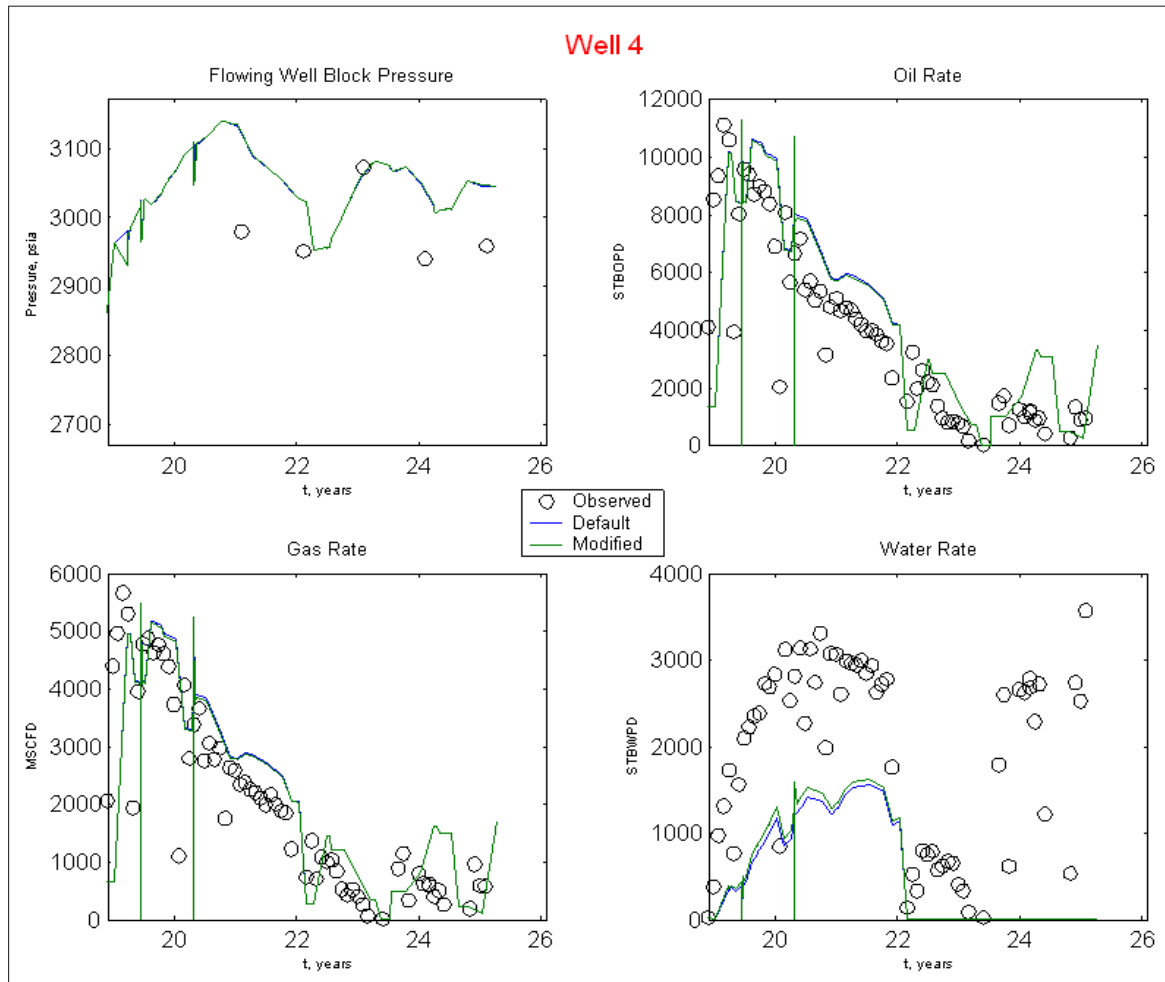 Well 4
Flowing Well Block Pressure
3100
3000
2900
2800
2700
Pressure, psia
20
22
24
26
t, years
Oil Rate
12000
10000
8000
6000
4000
2000
0
STBOPD
20
22
24
26
t, years
Observed
Default
Modified
Gas Rate
6000
5000
4000
3000
2000
1000
0
MSCFD
20
22
24
26
t, years
Water Rate
4000
3000
2000
1000
0
STBWPD
20
22
24
26
t, years